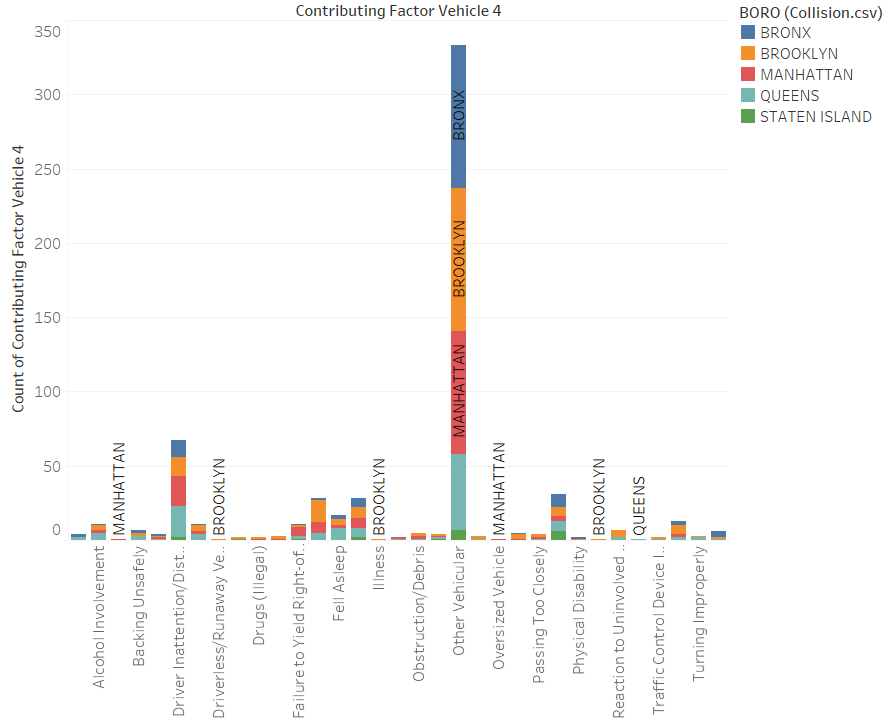 Contributing Factor Vehicle 4
BORO (Collision.csv)
BRONX
BROOKLYN
MANHATTAN
QUEENS
STATEN ISLAND
Count of Contributing Factor Vehicle 4
350
300
250
200
150
100
50
0
MANHATTAN
BROOKLYN
BROOKLYN
BRONX
BROOKLYN
MANHATTAN
MANHATTAN
BROOKLYN
QUEENS
Alcohol Involvement
Backing Unsafely
Driver Inattention/Dist..
Driverless/Runaway Ve..
Drugs (Illegal)
Failure to Yield Right-of..
Fell Asleep
Illness
Obstruction/Debris
Other Vehicular
Oversized Vehicle
Passing Too Closely
Physical Disability
Reaction to Uninvolved ..
Traffic Control Device I..
Turning Improperly